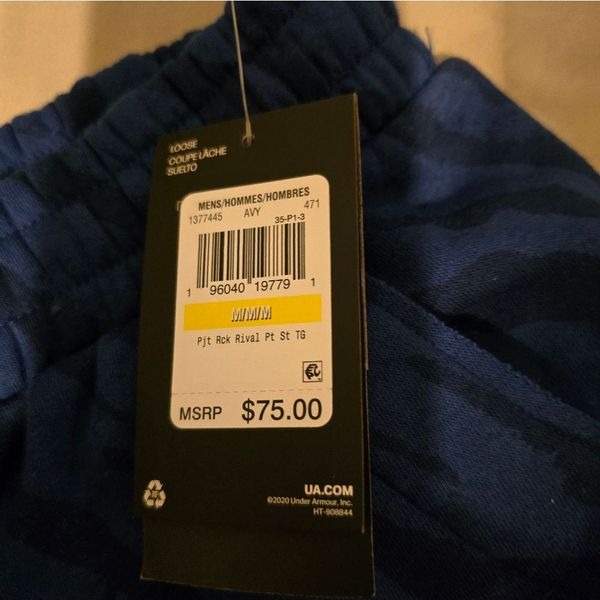 LOOSE
COUPE LÂCHE
SUELTO
MENS/HOMMES/HOMBRES
1377445 AVY 471
35-P1-3
1 96040 19779 1
M/M/M
Pjt Rck Rival Pt St TG
MSRP $75.00
UA.COM
©2020 Under Armour, Inc.
HT-908844